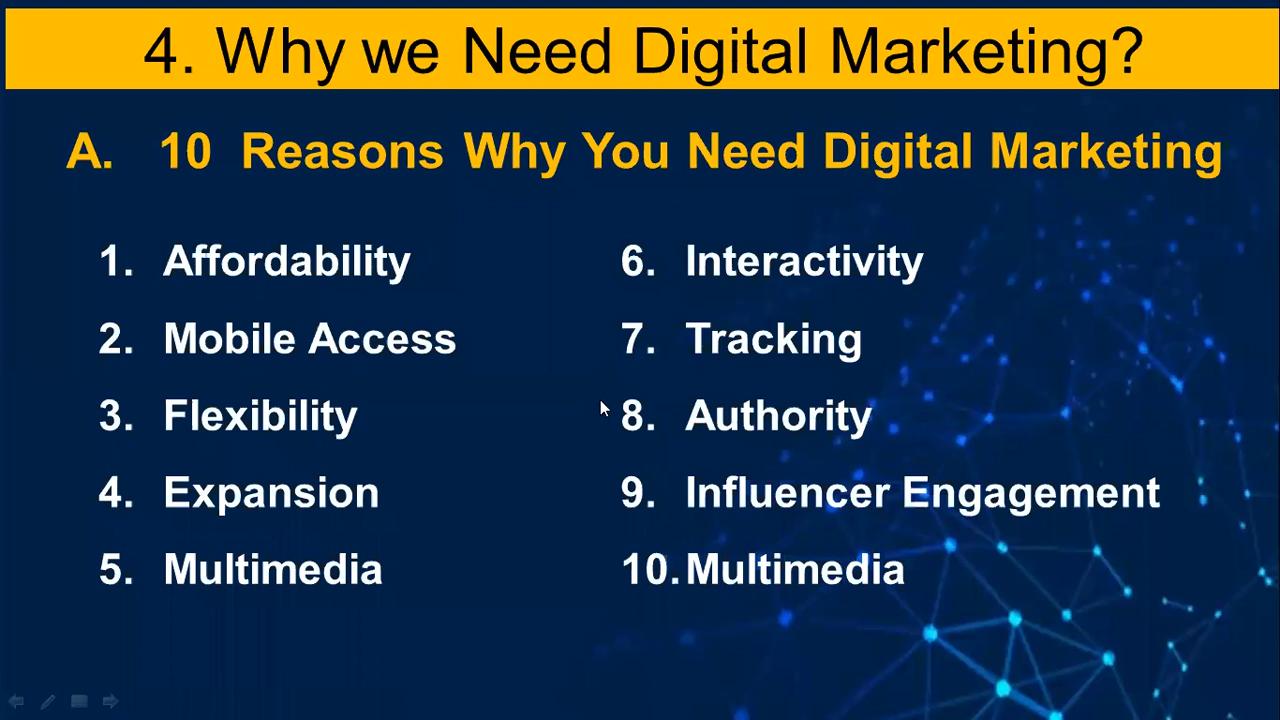 4. Why we Need Digital Marketing?
A. 10 Reasons Why You Need Digital Marketing
1. Affordability
2. Mobile Access
3. Flexibility
4. Expansion
5. Multimedia
6. Interactivity
7. Tracking
8. Authority
9. Influencer Engagement
10. Multimedia